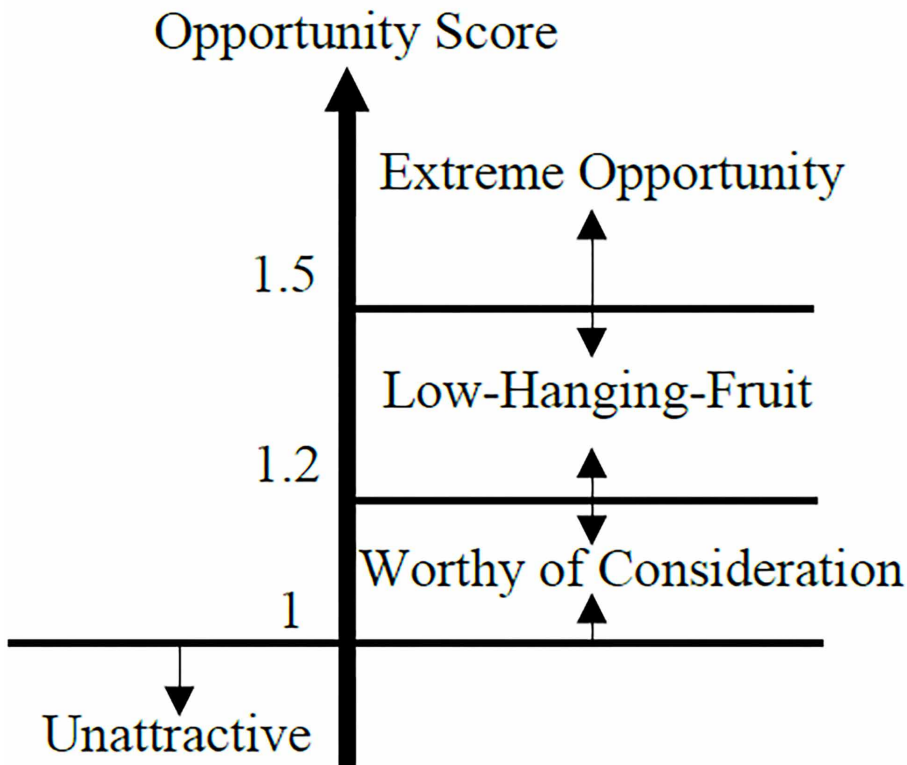 Opportunity Score
Extreme Opportunity
1.5
Low-Hanging-Fruit
1.2
Worthy of Consideration
1
Unattractive